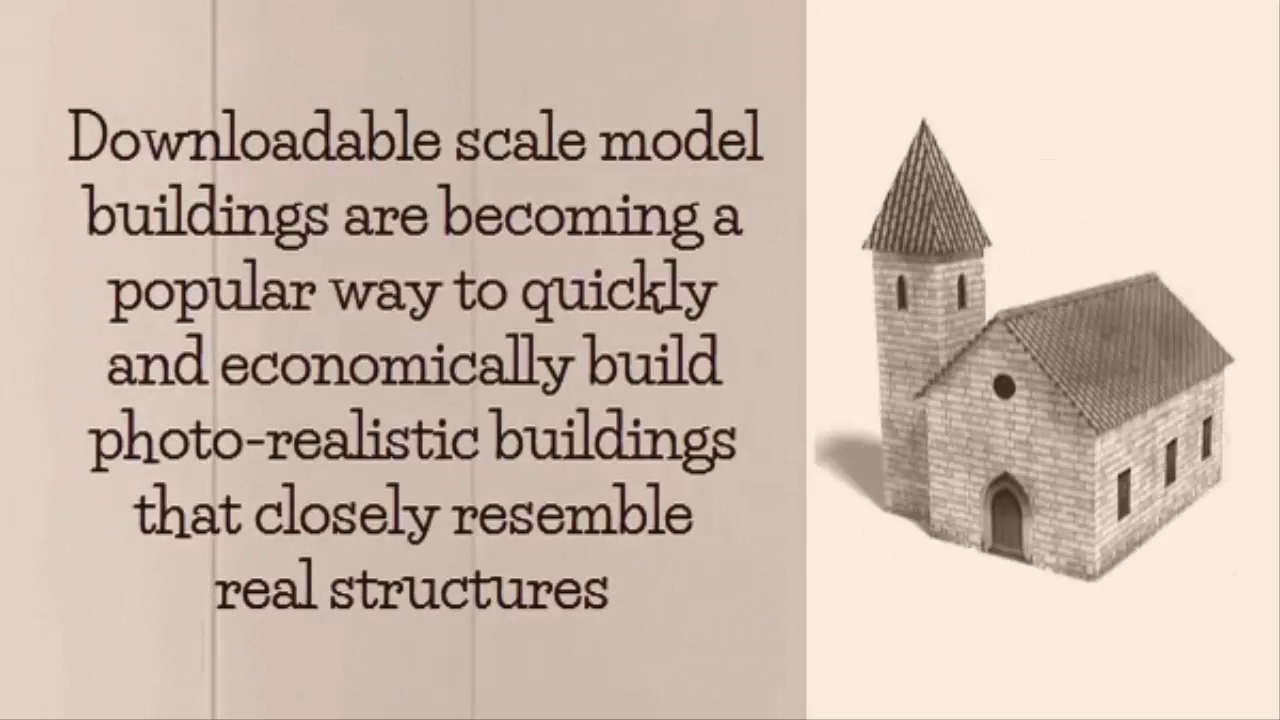 Downloadable scale model
buildings are becoming a
popular way to quickly
and economically build
photo-realistic buildings
that closely resemble
real structures